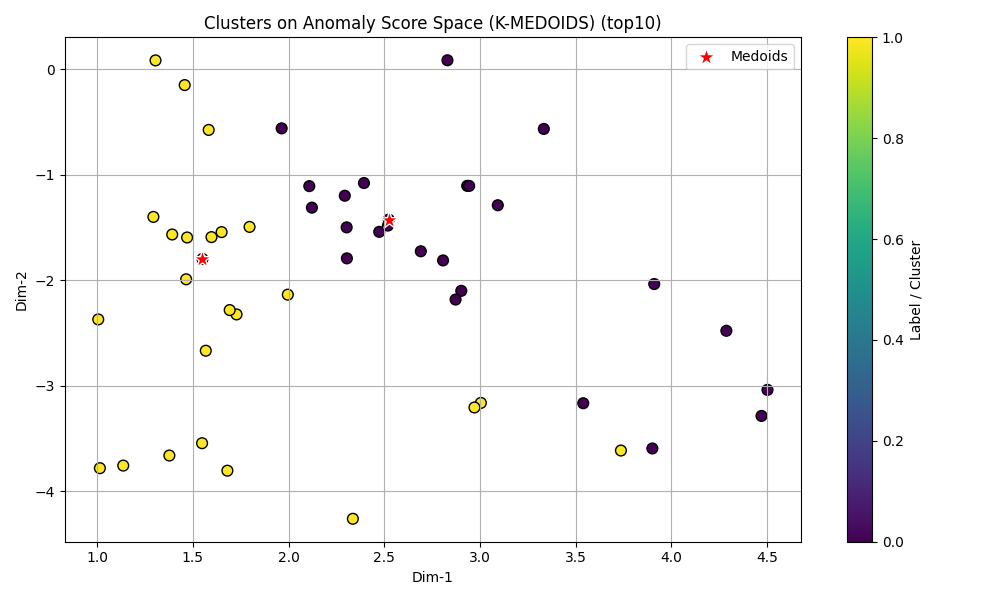 Clusters on Anomaly Score Space (K-MEDOIDS) (top10)
Medoids
0
−1
−2
−3
−4
Dim-2
1.0 1.5 2.0 2.5 3.0 3.5 4.0 4.5
Dim-1
1.0
0.8
0.6
0.4
0.2
0.0
Label / Cluster